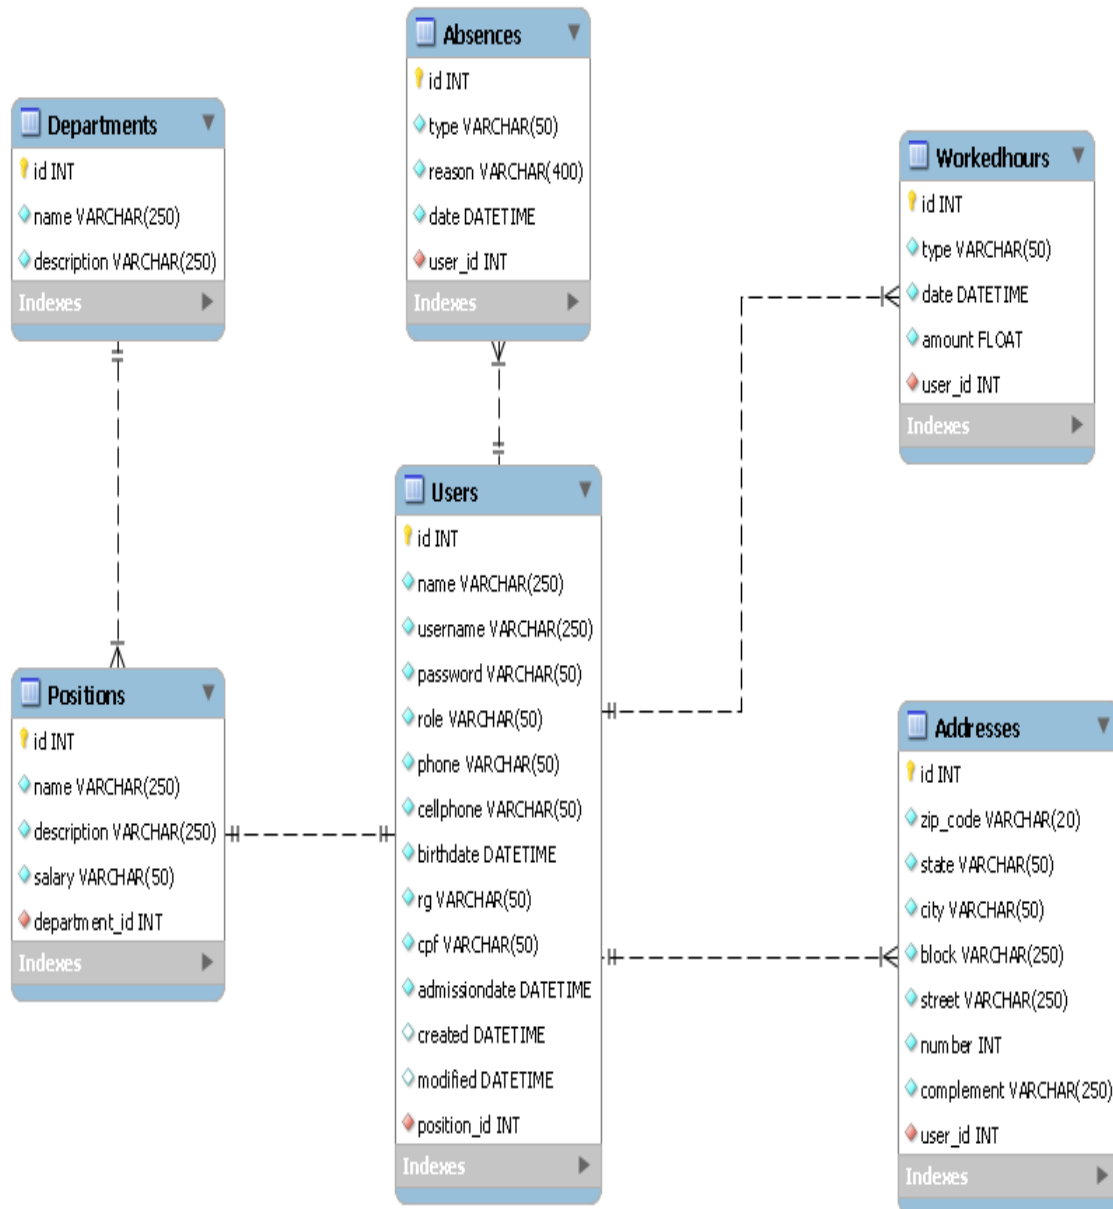 Absences
id INT
type VARCHAR(50)
reason VARCHAR(400)
date DATETIME
user_id INT
Indexes
Departments
id INT
name VARCHAR(250)
description VARCHAR(250)
Indexes
Workedhours
id INT
type VARCHAR(50)
date DATETIME
amount FLOAT
user_id INT
Indexes
Users
id INT
name VARCHAR(250)
username VARCHAR(250)
password VARCHAR(50)
role VARCHAR(50)
phone VARCHAR(50)
cellphone VARCHAR(50)
birthdate DATETIME
rg VARCHAR(50)
cpf VARCHAR(50)
admissiondate DATETIME
created DATETIME
modified DATETIME
position_id INT
Indexes
Positions
id INT
name VARCHAR(250)
description VARCHAR(250)
salary VARCHAR(50)
department_id INT
Indexes
Addresses
id INT
zip_code VARCHAR(20)
state VARCHAR(50)
city VARCHAR(50)
block VARCHAR(250)
street VARCHAR(250)
number INT
complement VARCHAR(250)
user_id INT
Indexes